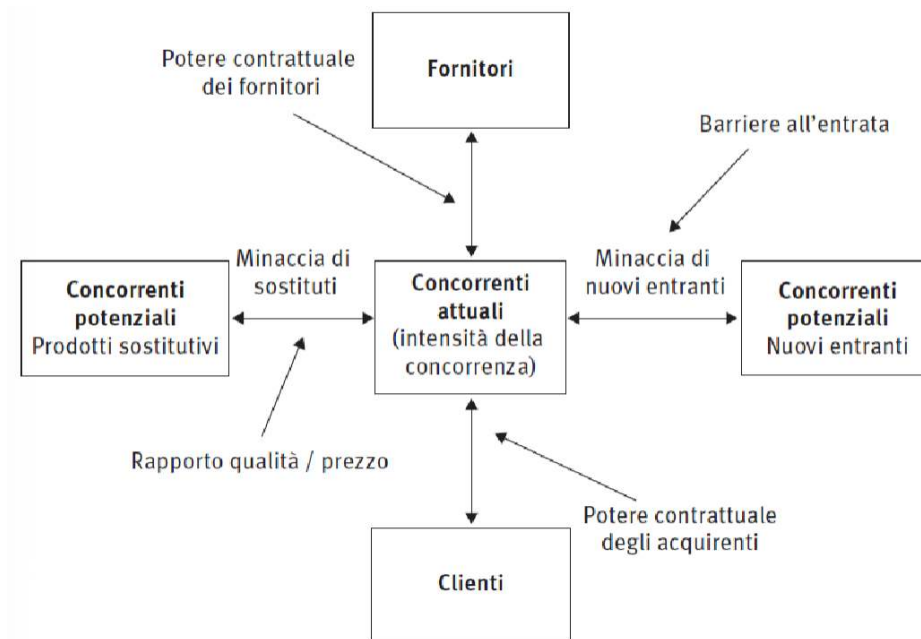 Potere contrattuale
dei fornitori
Fornitori
Barriere all'entrata
Minaccia di
sostituti
Minaccia di
nuovi entranti
Concorrenti
potenziali
Prodotti sostitutivi
Concorrenti
attuali
(intensità della
concorrenza)
Concorrenti
potenziali
Nuovi entranti
Rapporto qualità / prezzo
Potere contrattuale
degli acquirenti
Clienti